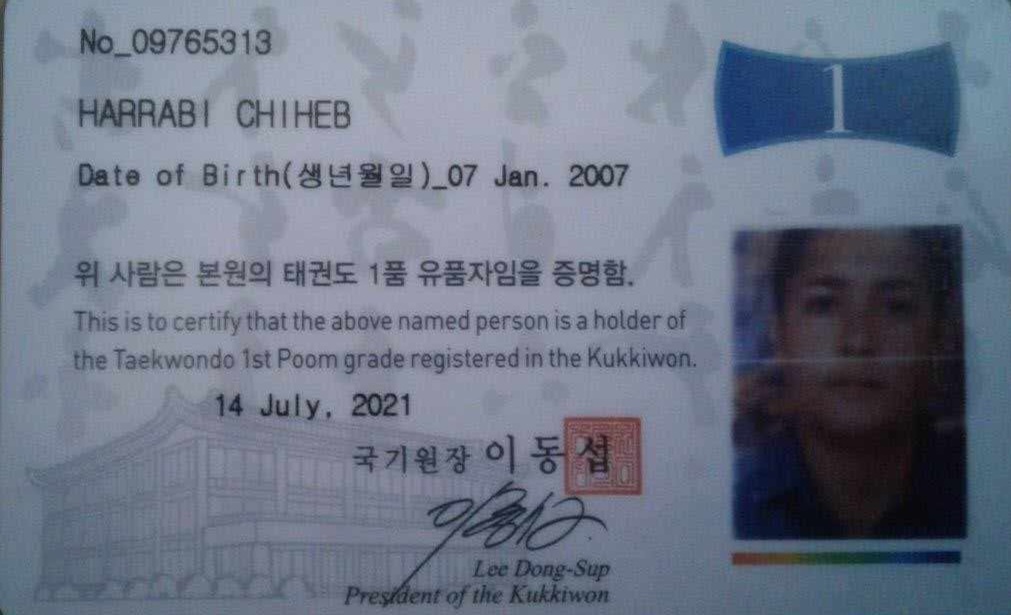 No_09765313
1
HARRABI CHIHEB
Date of Birth(생년월일)_07 Jan. 2007
위 사람은 본원의 태권도 1품 유품자임을 증명함.
This is to certify that the above named person is a holder of
the Taekwondo 1st Poom grade registered in the Kukkiwon.
14 July, 2021
국기원장 이동섭
Lee Dong-Sup
President of the Kukkiwon